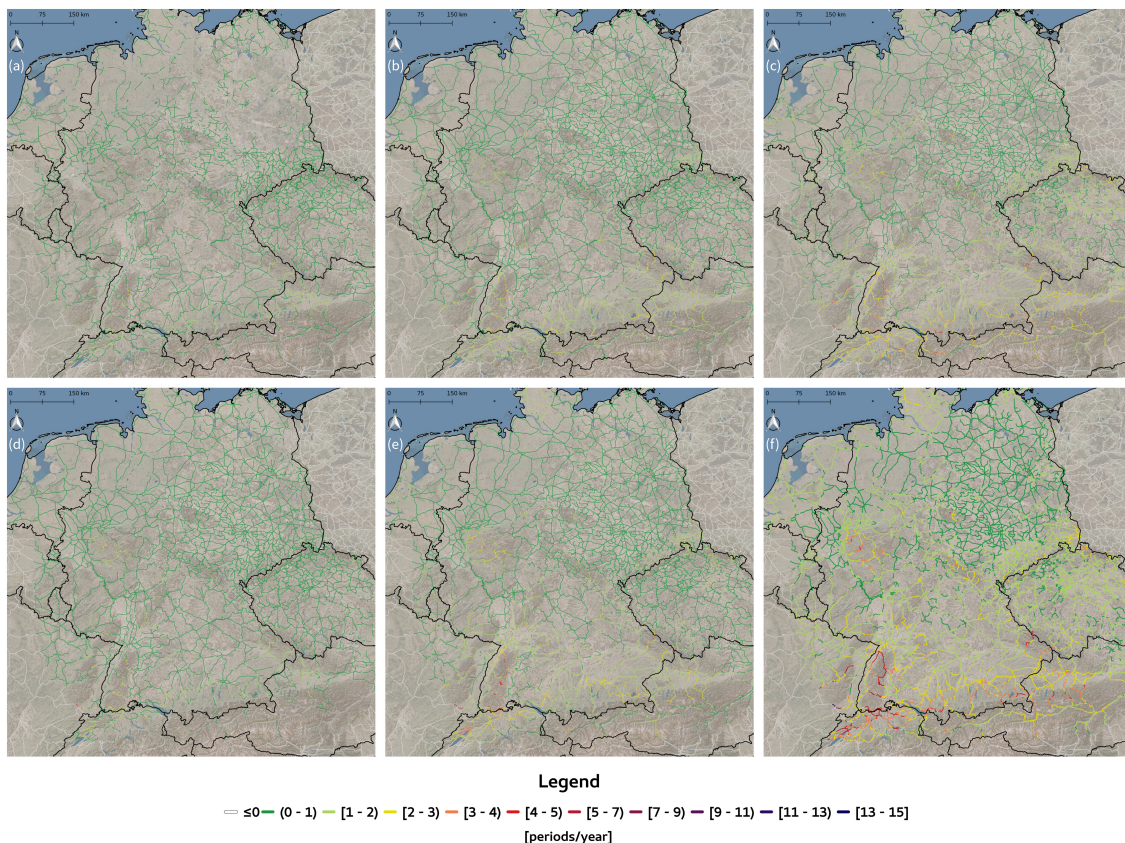 0 75 150 km 0 75 150 km 0 75 150 km
N N N
(a) (b) (c)
0 75 150 km 0 75 150 km 0 75 150 km
N N N
(d) (e) (f)
Legend
≤0 (0 - 1) [1 - 2) [2 - 3) [3 - 4) [4 - 5) [5 - 7) [7 - 9) [9 - 11) [11 - 13) [13 - 15]
[periods/year]